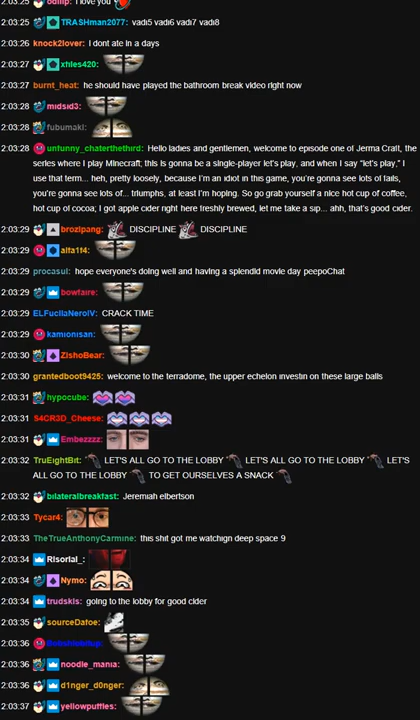 2:03:25 odilip: I love you
2:03:25 TRASHman2077: vadi5 vadi6 vadi7 vadi8
2:03:26 knock2lover: I dont ate in a days
2:03:27 xhles420:
2:03:27 burnt_heat: he should have played the bathroom break video right now
2:03:28 midsid3:
2:03:28 fubumaki:
2:03:28 unfunny_chaterthethird: Hello ladies and gentlemen, welcome to episode one of Jerma Craft, the
series where I play Minecraft; this is gonna be a single-player let's play, and when I say "let's play," I
use that term... heh, pretty loosely, because I'm an idiot in this game, you're gonna see lots of fails,
you're gonna see lots of... triumphs, at least I'm hoping. So go grab yourself a nice hot cup of coffee,
hot cup of cocoa; I got apple cider right here freshly brewed, let me take a sip... ahh, that's good cider.
2:03:29 brozipang: DISCIPLINE DISCIPLINE
2:03:29 alfa1f4:
2:03:29 procasul: hope everyone's doing well and having a splendid movie day peepoChat
2:03:29 bowfaire:
2:03:29 ELFucilaNerolV: CRACK TIME
2:03:29 kamionisan:
2:03:30 ZishoBear:
2:03:30 grantedboot9425: welcome to the terradome, the upper echelon investin on these large balls
2:03:31 hypocube:
2:03:31 S4CR3D_Cheese:
2:03:31 Embezzz:
2:03:32 TruEightBit: LET'S ALL GO TO THE LOBBY LET'S ALL GO TO THE LOBBY LET'S
ALL GO TO THE LOBBY TO GET OURSELVES A SNACK
2:03:32 bilateralbreakfast: Jeremiah elbertson
2:03:33 Tycar4:
2:03:33 TheTrueAnthonyCarmine: this shit got me watchign deep space 9
2:03:34 Risorial_:
2:03:34 Nymo:
2:03:34 trudskis: going to the lobby for good cider
2:03:35 sourceDafoe:
2:03:36
2:03:36 noodle_mania:
2:03:36 d1nger_d0nger:
2:03:37 yellowpuffles: